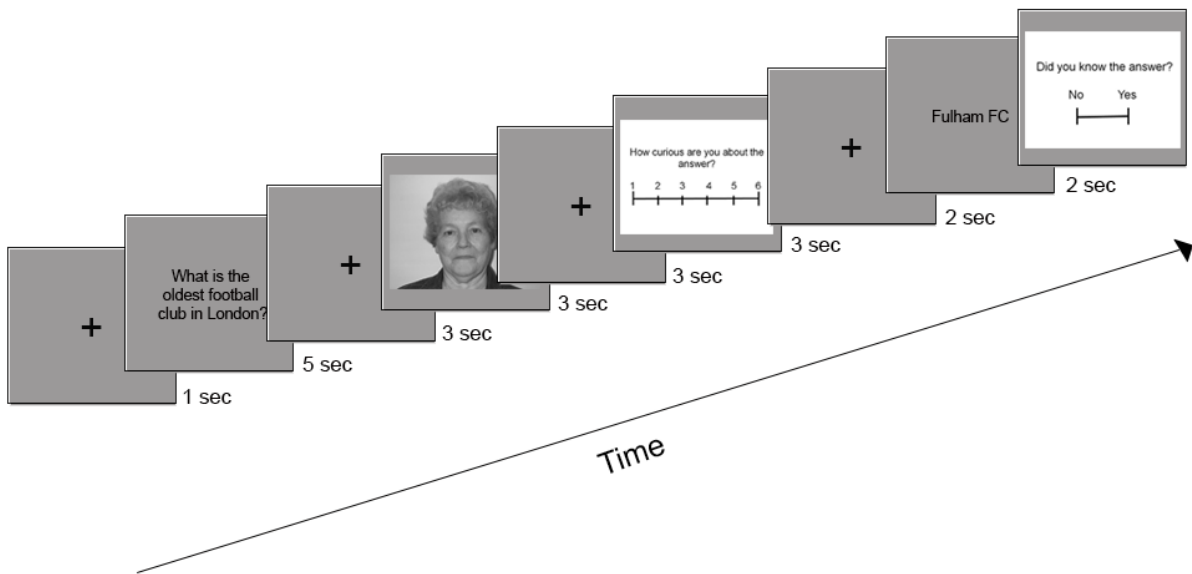 What is the
oldest football
club in London?
1 sec
5 sec
3 sec
3 sec
3 sec
How curious are you about the
answer?
1 2 3 4 5 6
3 sec
2 sec
Fulham FC
2 sec
Did you know the answer?
No Yes
Time